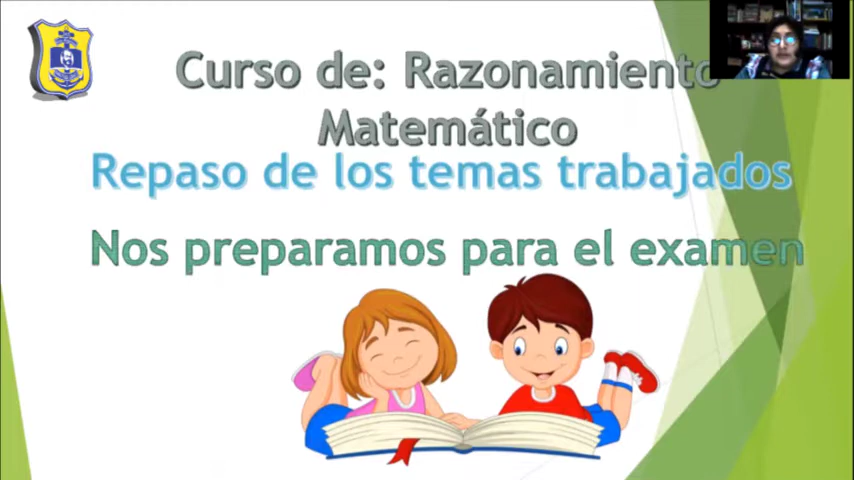 Curso de: Razonamiento
Matemático
Repaso de los temas trabajados
Nos preparamos para el examen